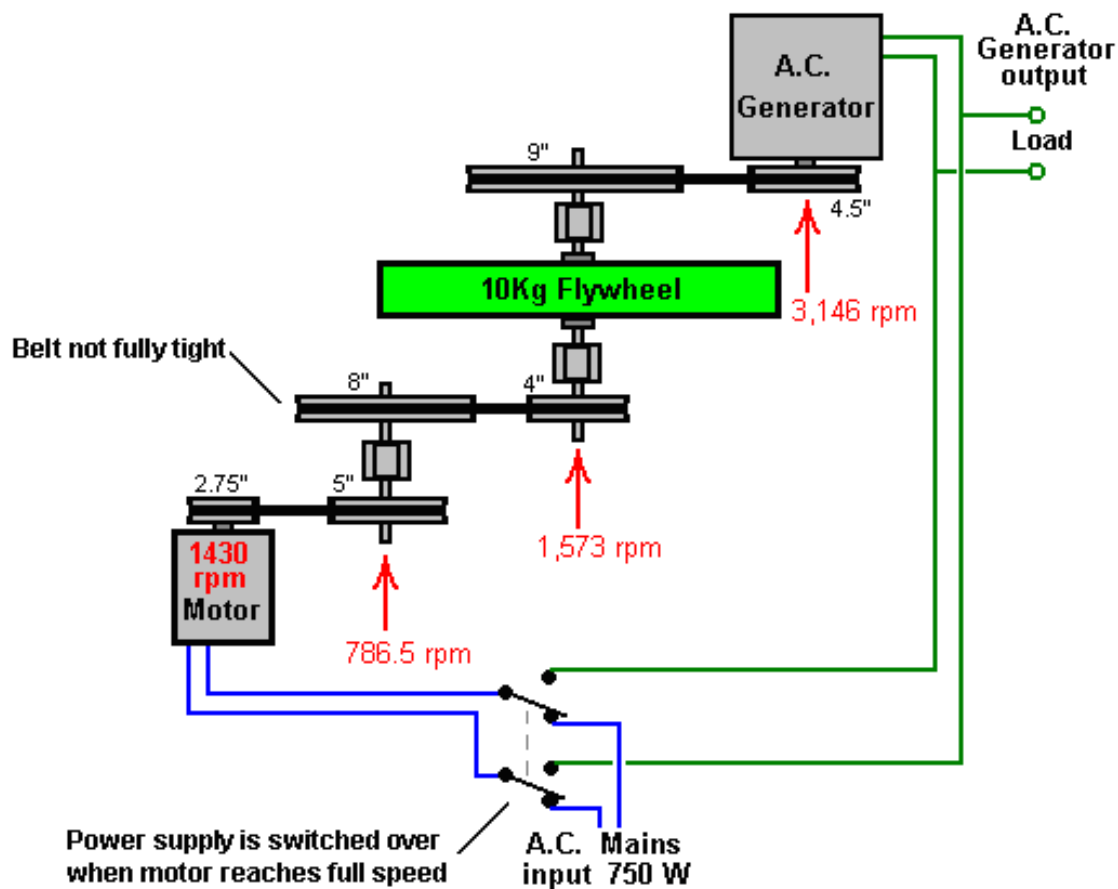 A.C.
Generator
output
A.C.
Generator
Load
9"
4.5"
10Kg Flywheel
3,146 rpm
Belt not fully tight
8"
4"
2.75"
5"
1430
rpm
Motor
1,573 rpm
786.5 rpm
Power supply is switched over
when motor reaches full speed
A.C. Mains
input 750 W